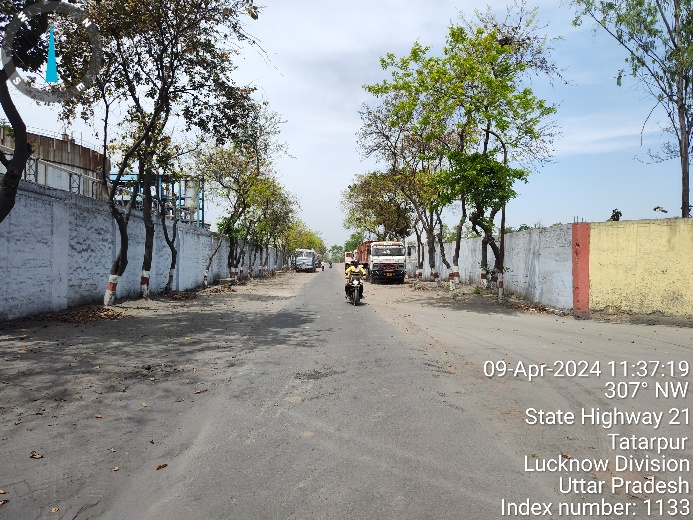 09-Apr-2024 11:37:19
307° NW
State Highway 21
Tatarpur
Lucknow Division
Uttar Pradesh
Index number: 1133